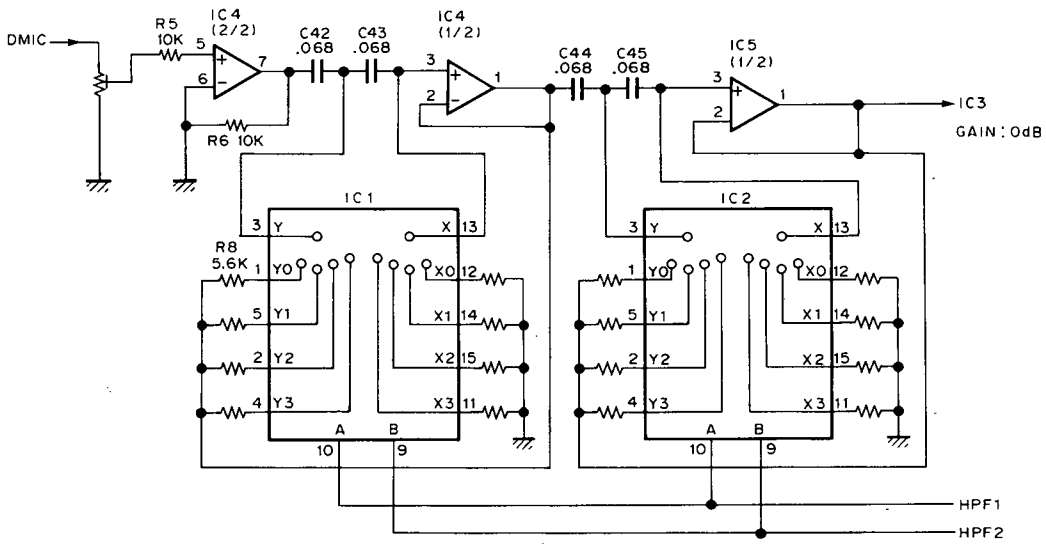 DMIC
R5
10K
IC4
(2/2)
5
+
6
−
7
R6 10K
C42
.068
C43
.068
IC4
(1/2)
3
+
2
−
1
C44
.068
C45
.068
IC5
(1/2)
3
+
2
−
1
IC3
GAIN:0dB
IC1
3 Y X 13
R8
5.6K
1 Y0 X0 12
5 Y1 X1 14
2 Y2 X2 15
4 Y3 X3 11
A B
10 9
IC2
3 Y X 13
1 Y0 X0 12
5 Y1 X1 14
2 Y2 X2 15
4 Y3 X3 11
A B
10 9
HPF1
HPF2